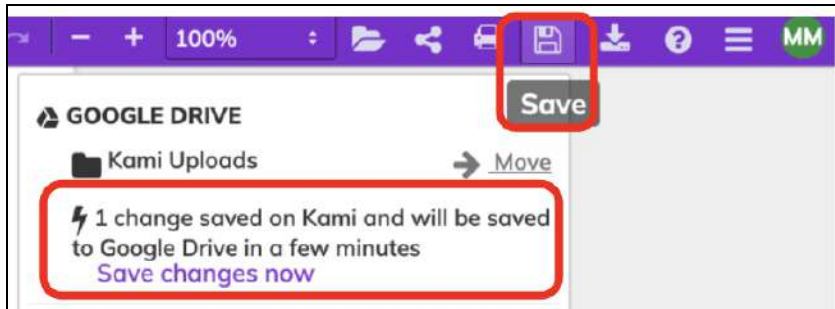 − + 100% MM
Save
GOOGLE DRIVE
Kami Uploads Move
1 change saved on Kami and will be saved
to Google Drive in a few minutes
Save changes now